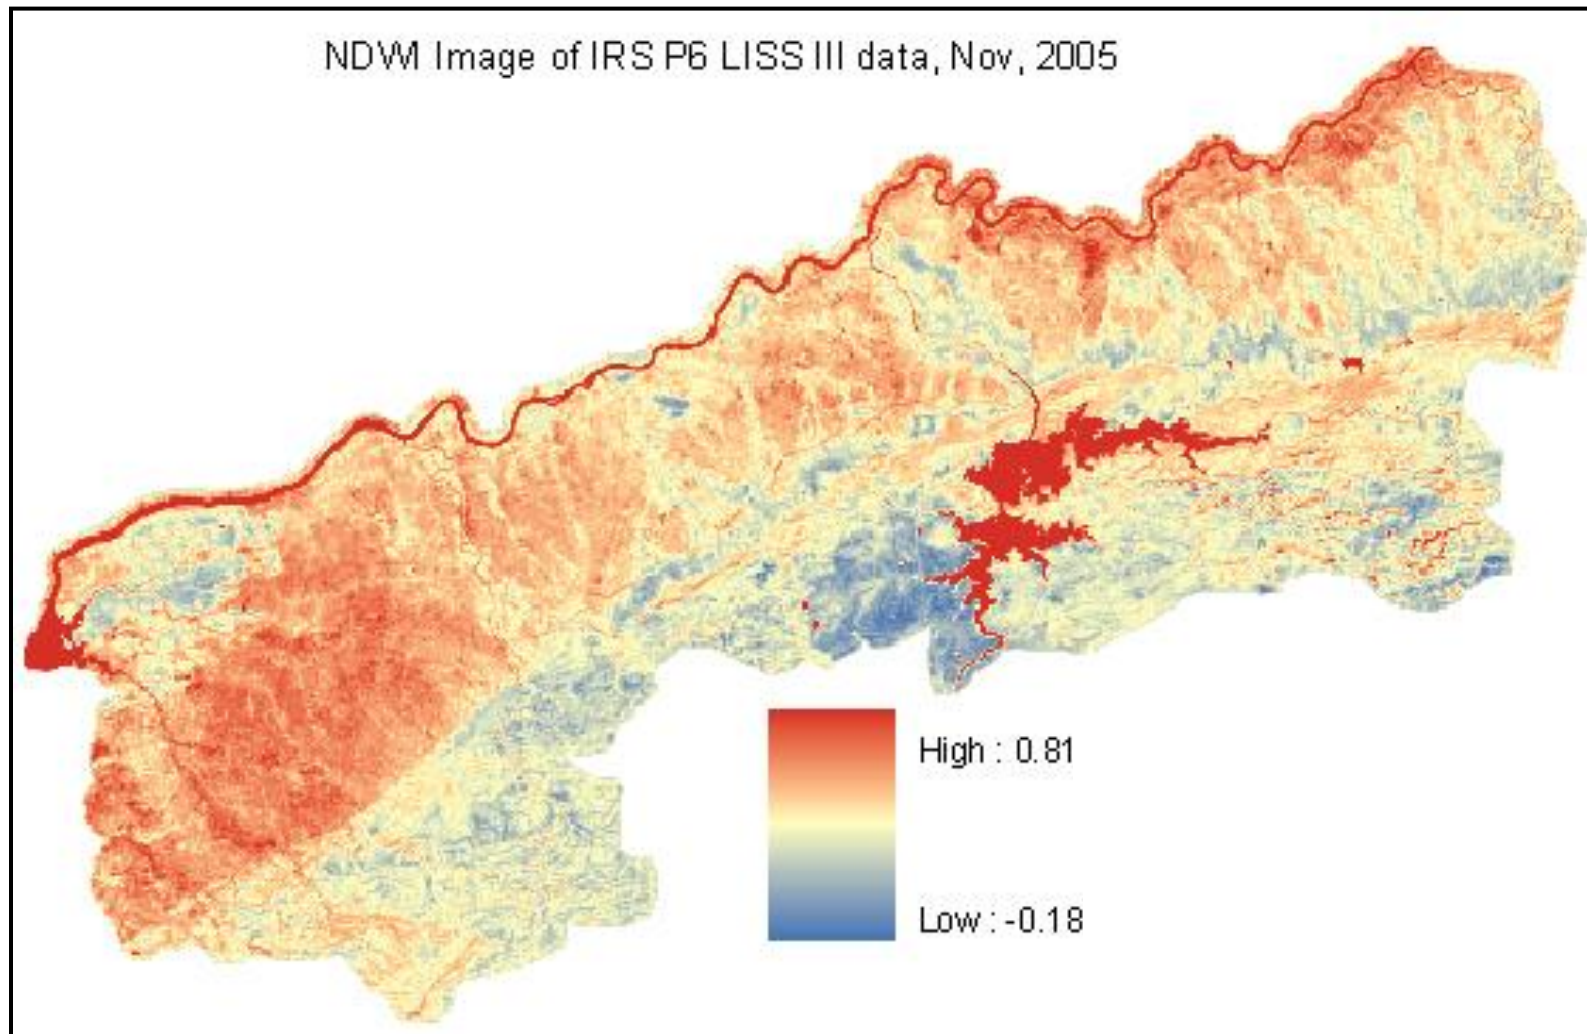 NDWI Image of IRS P6 LISS III data, Nov, 2005
High : 0.81
Low : -0.18